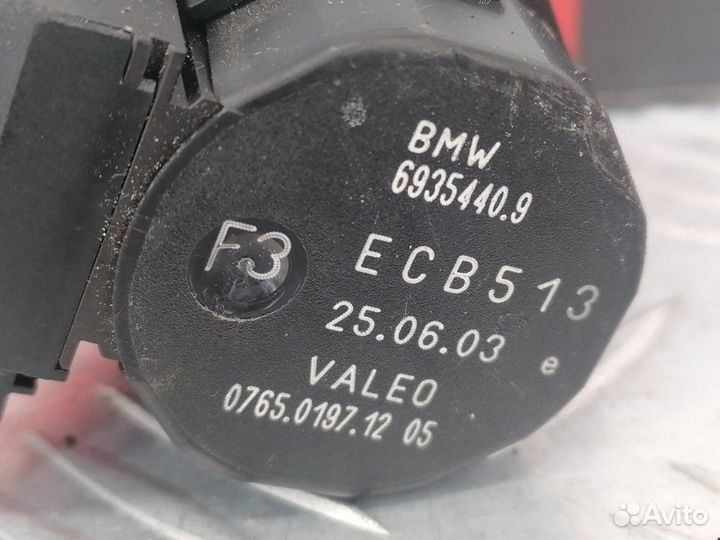 BMW
6935440.9
F3
ECB513
25.06.03 e
VALEO
0765.0197.12 05
Avito